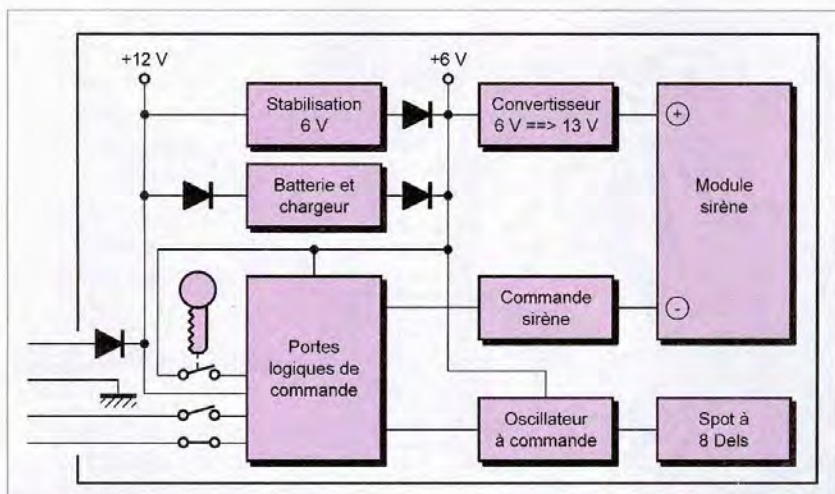 +12 V
+6 V
Stabilisation
6 V
Convertisseur
6 V ==> 13 V
+
Batterie et
chargeur
Module
sirène
Commande
sirène
-
Portes
logiques de
commande
Oscillateur
à commande
Spot à
8 Dels